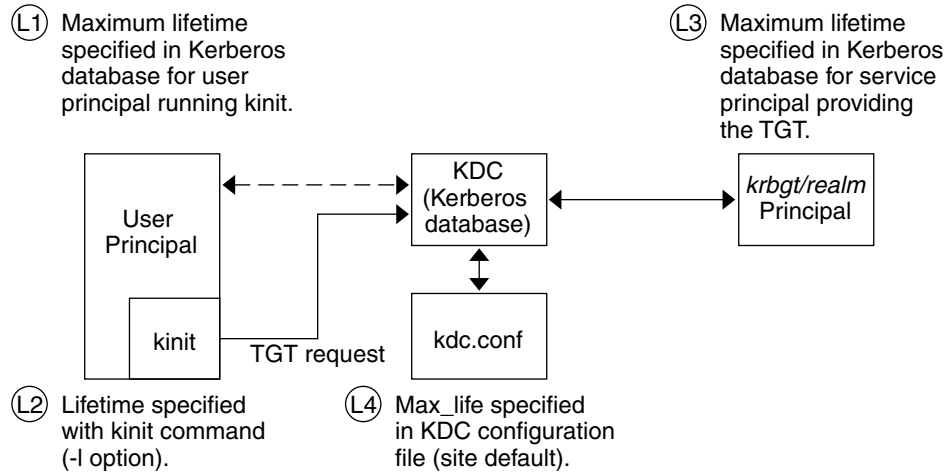 L1
Maximum lifetime
specified in Kerberos
database for user
principal running kinit.
L3
Maximum lifetime
specified in Kerberos
database for service
principal providing
the TGT.
User
Principal
kinit
TGT request
KDC
(Kerberos
database)
kdc.conf
krbgt/realm
Principal
L2
Lifetime specified
with kinit command
(-l option).
L4
Max_life specified
in KDC configuration
file (site default).